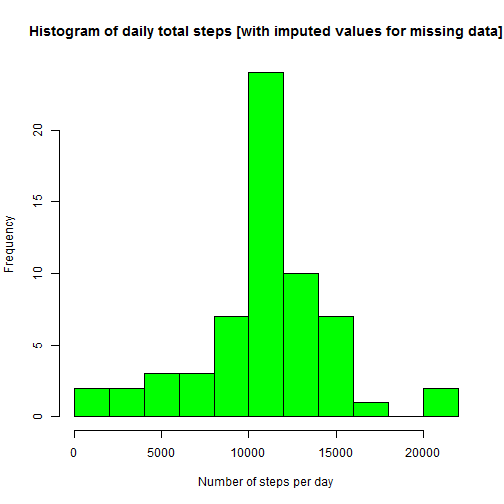 Histogram of daily total steps [with imputed values for missing data]
20
15
10
5
0
Frequency
0 5000 10000 15000 20000
Number of steps per day